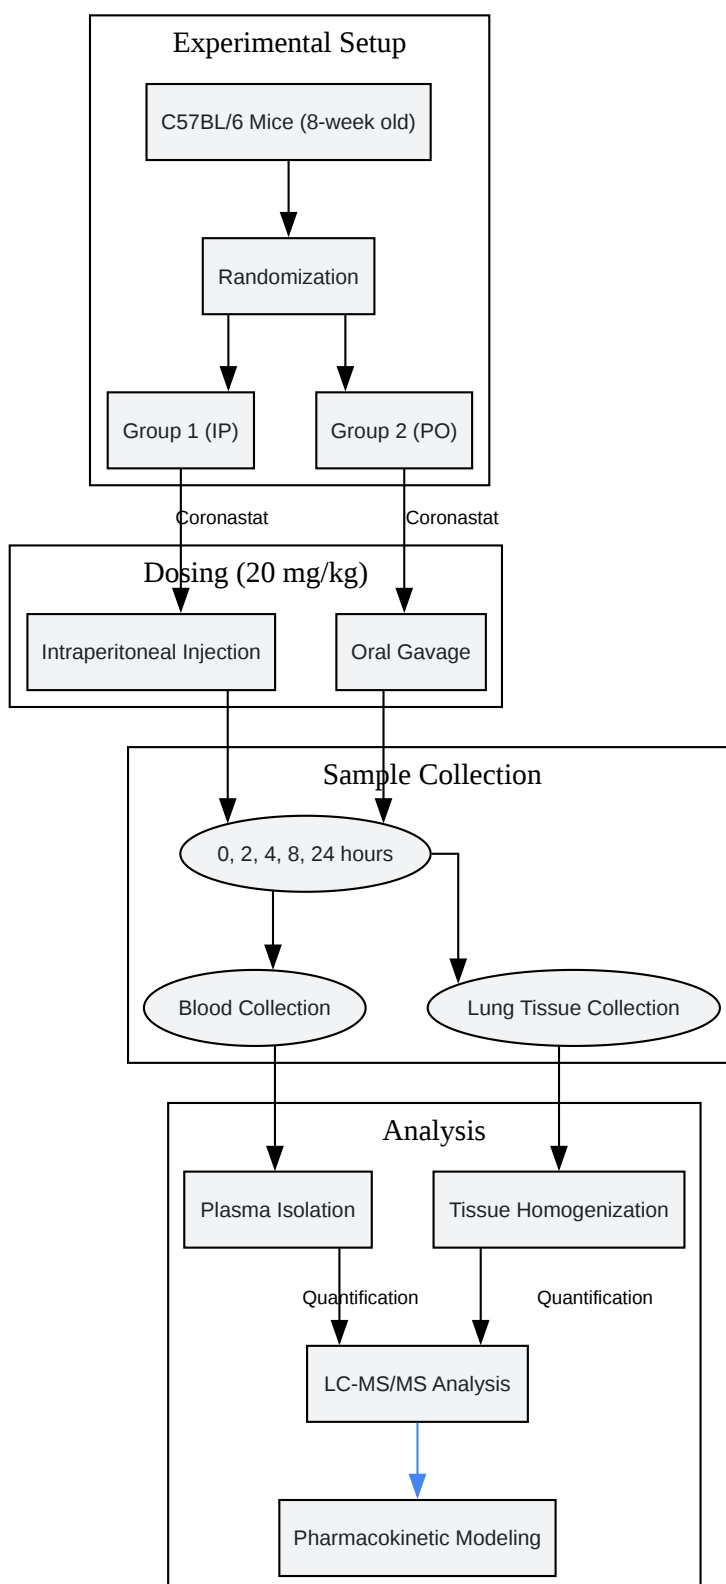 Experimental Setup
C57BL/6 Mice (8-week old)
Randomization
Group 1 (IP)
Group 2 (PO)
Coronastat
Coronastat
Dosing (20 mg/kg)
Intraperitoneal Injection
Oral Gavage
Sample Collection
0, 2, 4, 8, 24 hours
Blood Collection
Lung Tissue Collection
Analysis
Plasma Isolation
Tissue Homogenization
Quantification
Quantification
LC-MS/MS Analysis
Pharmacokinetic Modeling